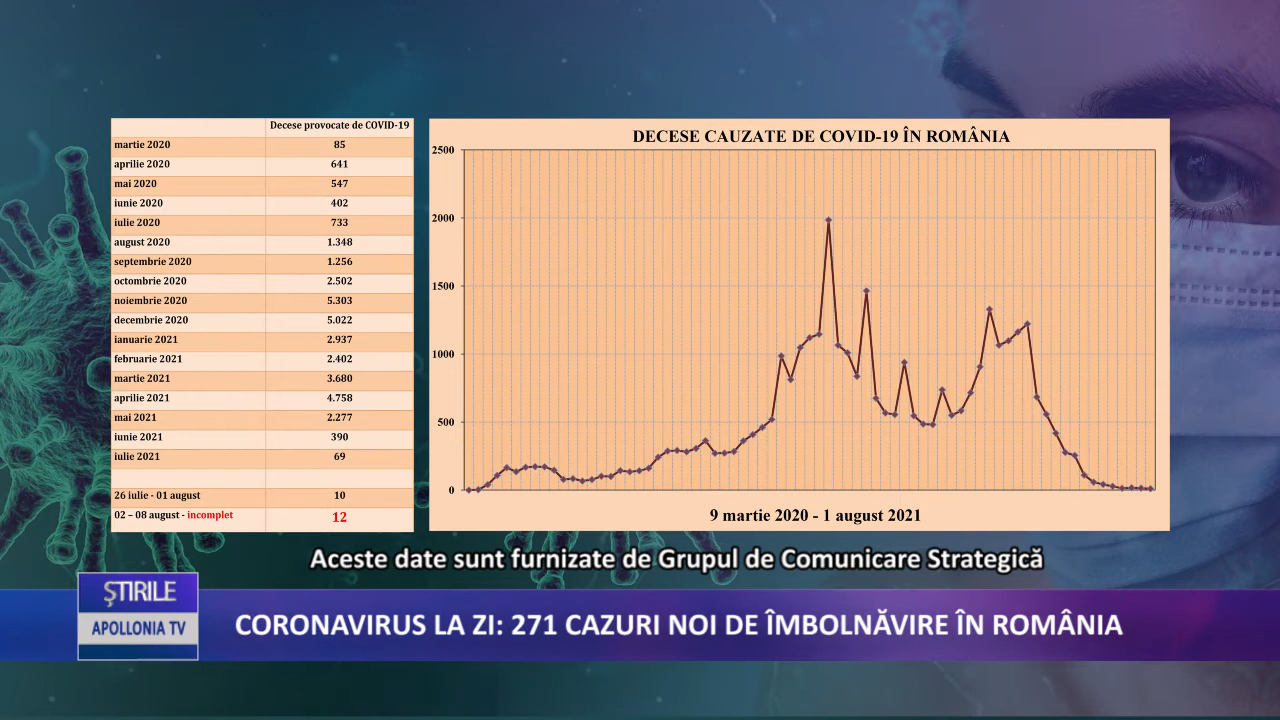 Decese provocate de COVID-19
martie 2020 85
aprilie 2020 641
mai 2020 547
iunie 2020 402
iulie 2020 733
august 2020 1.348
septembrie 2020 1.256
octombrie 2020 2.502
noiembrie 2020 5.303
decembrie 2020 5.022
ianuarie 2021 2.937
februarie 2021 2.402
martie 2021 3.680
aprilie 2021 4.758
mai 2021 2.277
iunie 2021 390
iulie 2021 69
26 iulie - 01 august 10
02 – 08 august - incomplet 12
DECESE CAUZATE DE COVID-19 ÎN ROMÂNIA
2500
2000
1500
1000
500
0
9 martie 2020 - 1 august 2021
Aceste date sunt furnizate de Grupul de Comunicare Strategică
ȘTIRILE
APOLLONIA TV
CORONAVIRUS LA ZI: 271 CAZURI NOI DE ÎMBOLNĂVIRE ÎN ROMÂNIA